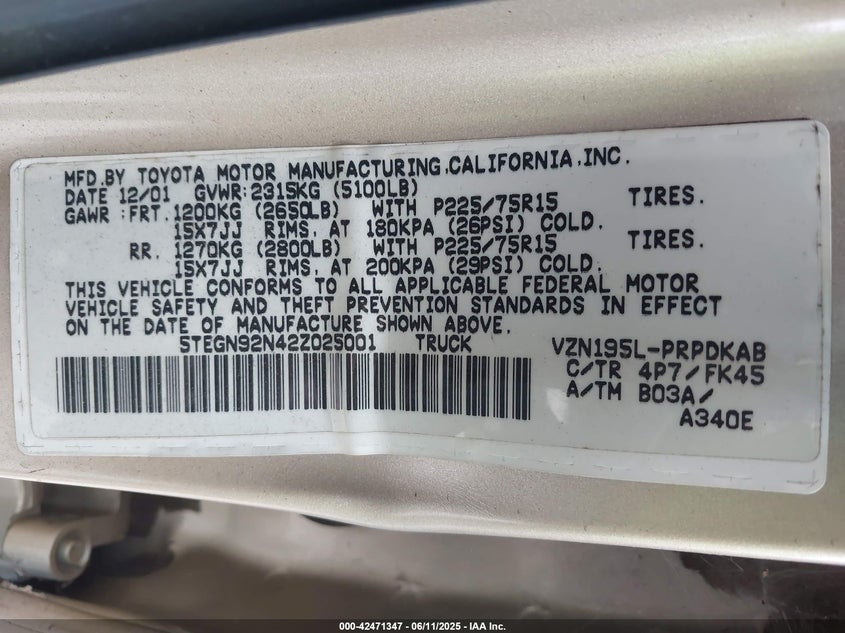 MFD.BY TOYOTA MOTOR MANUFACTURING,CALIFORNIA,INC.
DATE 12/01 GVWR:2315KG (5100LB)
GAWR:FRT. 1200KG (2650LB) WITH P225/75R15 TIRES.
15X7JJ RIMS, AT 180KPA (26PSI) COLD.
RR. 1270KG (2800LB) WITH P225/75R15 TIRES.
15X7JJ RIMS, AT 200KPA (29PSI) COLD.
THIS VEHICLE CONFORMS TO ALL APPLICABLE FEDERAL MOTOR
VEHICLE SAFETY AND THEFT PREVENTION STANDARDS IN EFFECT
ON THE DATE OF MANUFACTURE SHOWN ABOVE.
5TEGN92N42Z025001 TRUCK VZN195L-PRPDKAB
C/TR 4P7/FK45
A/TM B03A/
A340E
000-42471347 | 06/11/2025 - IAA Inc.